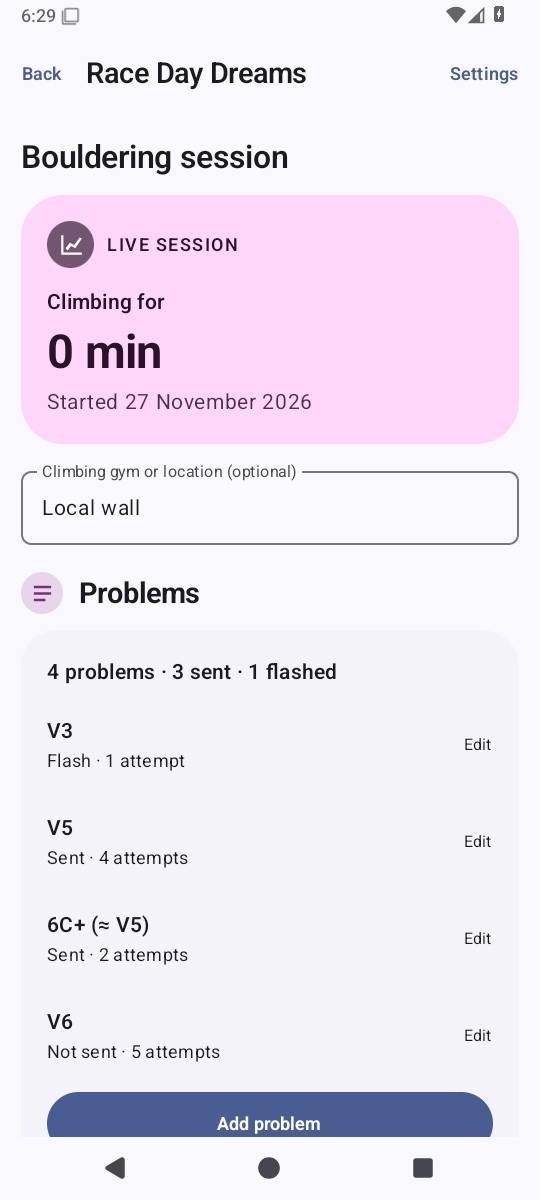 6:29
Back Race Day Dreams Settings
Bouldering session
LIVE SESSION
Climbing for
0 min
Started 27 November 2026
Climbing gym or location (optional)
Local wall
Problems
4 problems · 3 sent · 1 flashed
V3
Flash · 1 attempt
Edit
V5
Sent · 4 attempts
Edit
6C+ (≈ V5)
Sent · 2 attempts
Edit
V6
Not sent · 5 attempts
Edit
Add problem